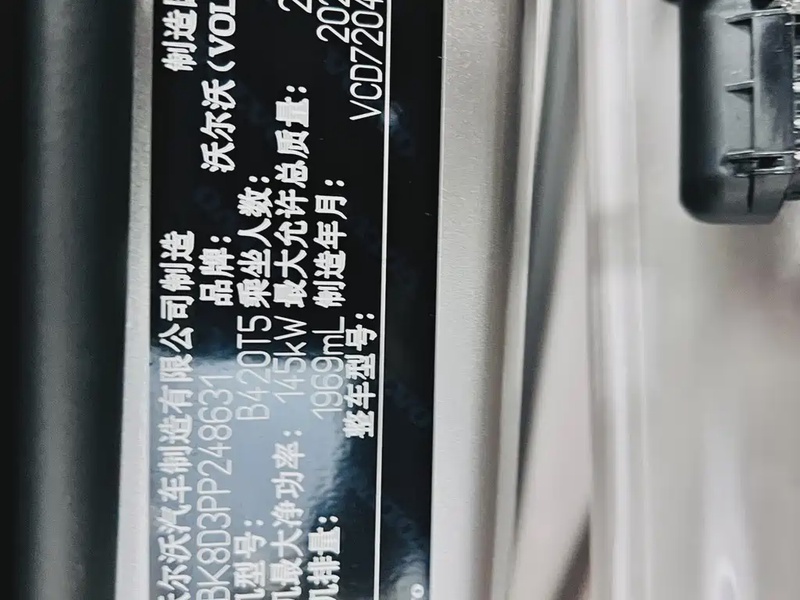 尔沃汽车制造有限公司制造 制造
BK8D3PP248631 品牌: 沃尔沃(VOL
型号: B420T5 乘坐人数: 2
最大净功率: 145kW 最大允许总质量: 202
排量: 1969mL 制造年月:
整车型号: VCD7204